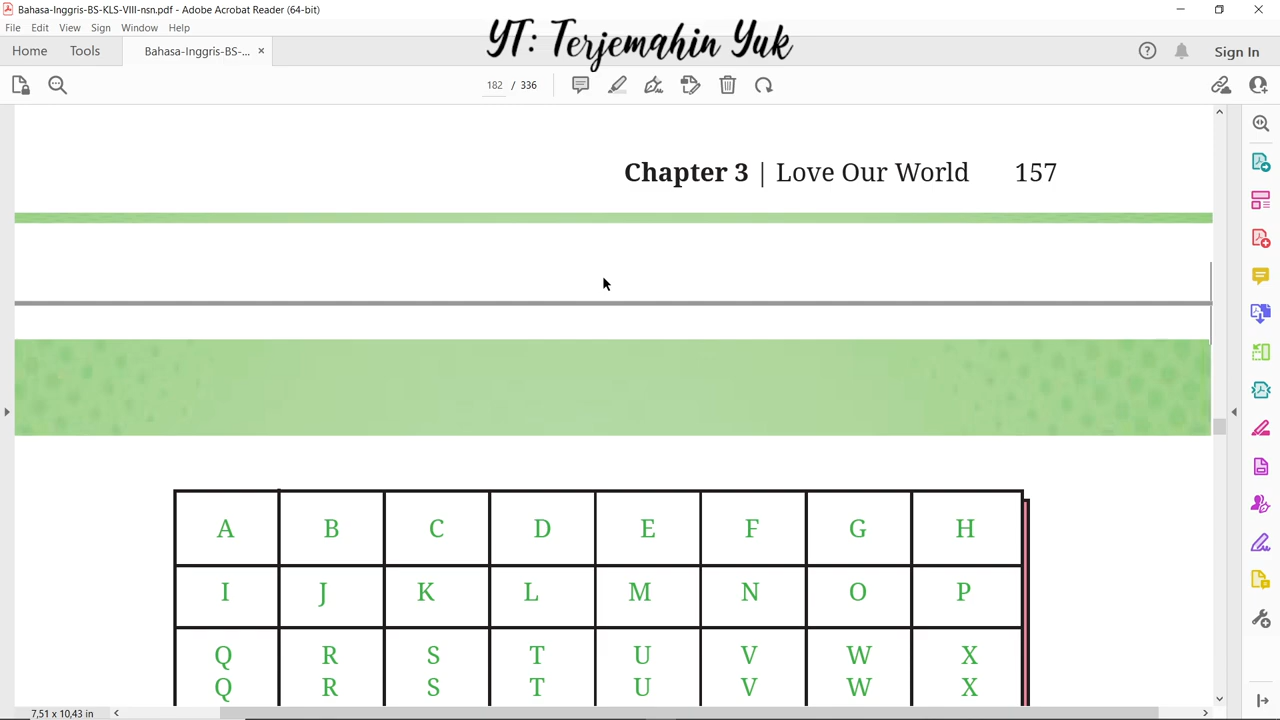 Bahasa-Inggris-BS-KLS-VIII-nsn.pdf - Adobe Acrobat Reader (64-bit)
YT: Terjemahin Yuk
File Edit View Sign Window Help
Home Tools Bahasa-Inggris-BS-... × Sign In
182 / 336
Chapter 3 | Love Our World 157
A B C D E F G H
I J K L M N O P
Q R S T U V W X
Q R S T U V W X
7,51 x 10,43 in